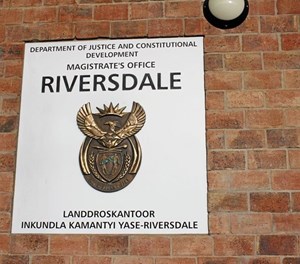 DEPARTMENT OF JUSTICE AND CONSTITUTIONAL
DEVELOPMENT
MAGISTRATE'S OFFICE
RIVERSDALE
LANDDROSKANTOOR
INKUNDLA KAMANTYI YASE-RIVERSDALE